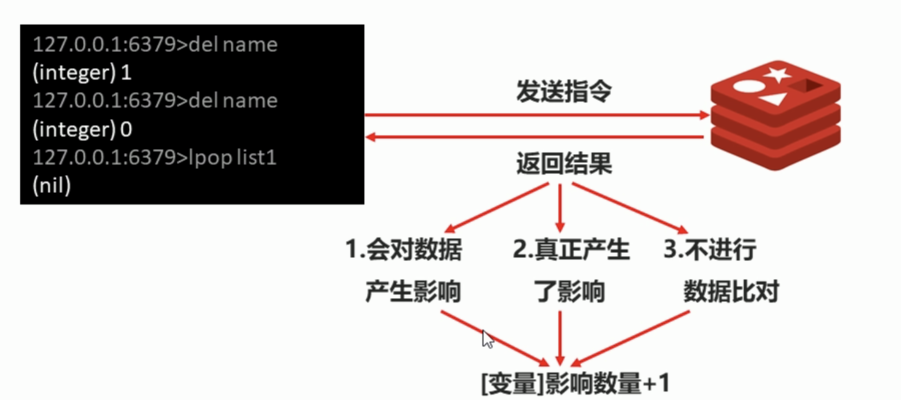 127.0.0.1:6379>del name
(integer) 1
127.0.0.1:6379>del name
(integer) 0
127.0.0.1:6379>lpop list1
(nil)
发送指令
返回结果
1.会对数据
产生影响
2.真正产生
了影响
3.不进行
数据比对
[变量]影响数量+1